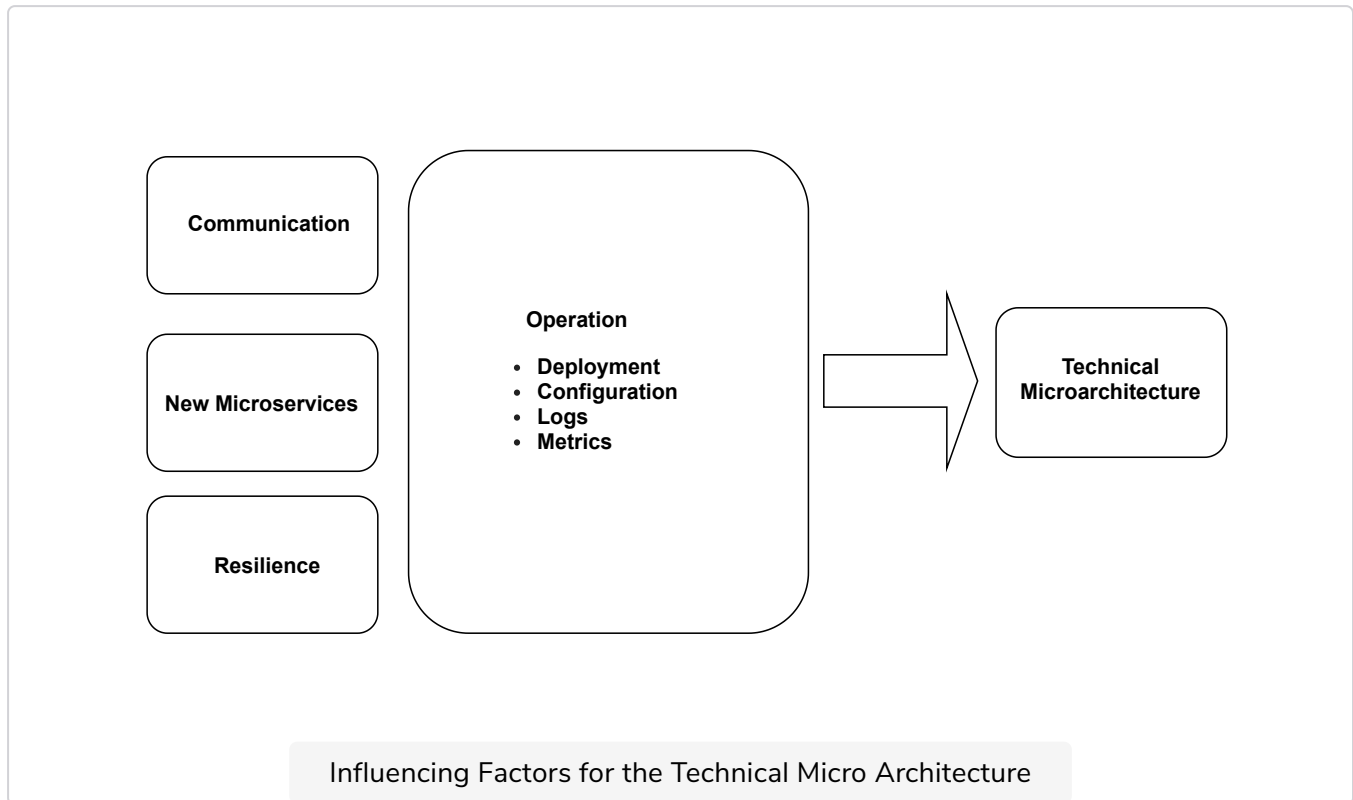 Communication
New Microservices
Resilience
Operation
• Deployment
• Configuration
• Logs
• Metrics
Technical
Microarchitecture
Influencing Factors for the Technical Micro Architecture